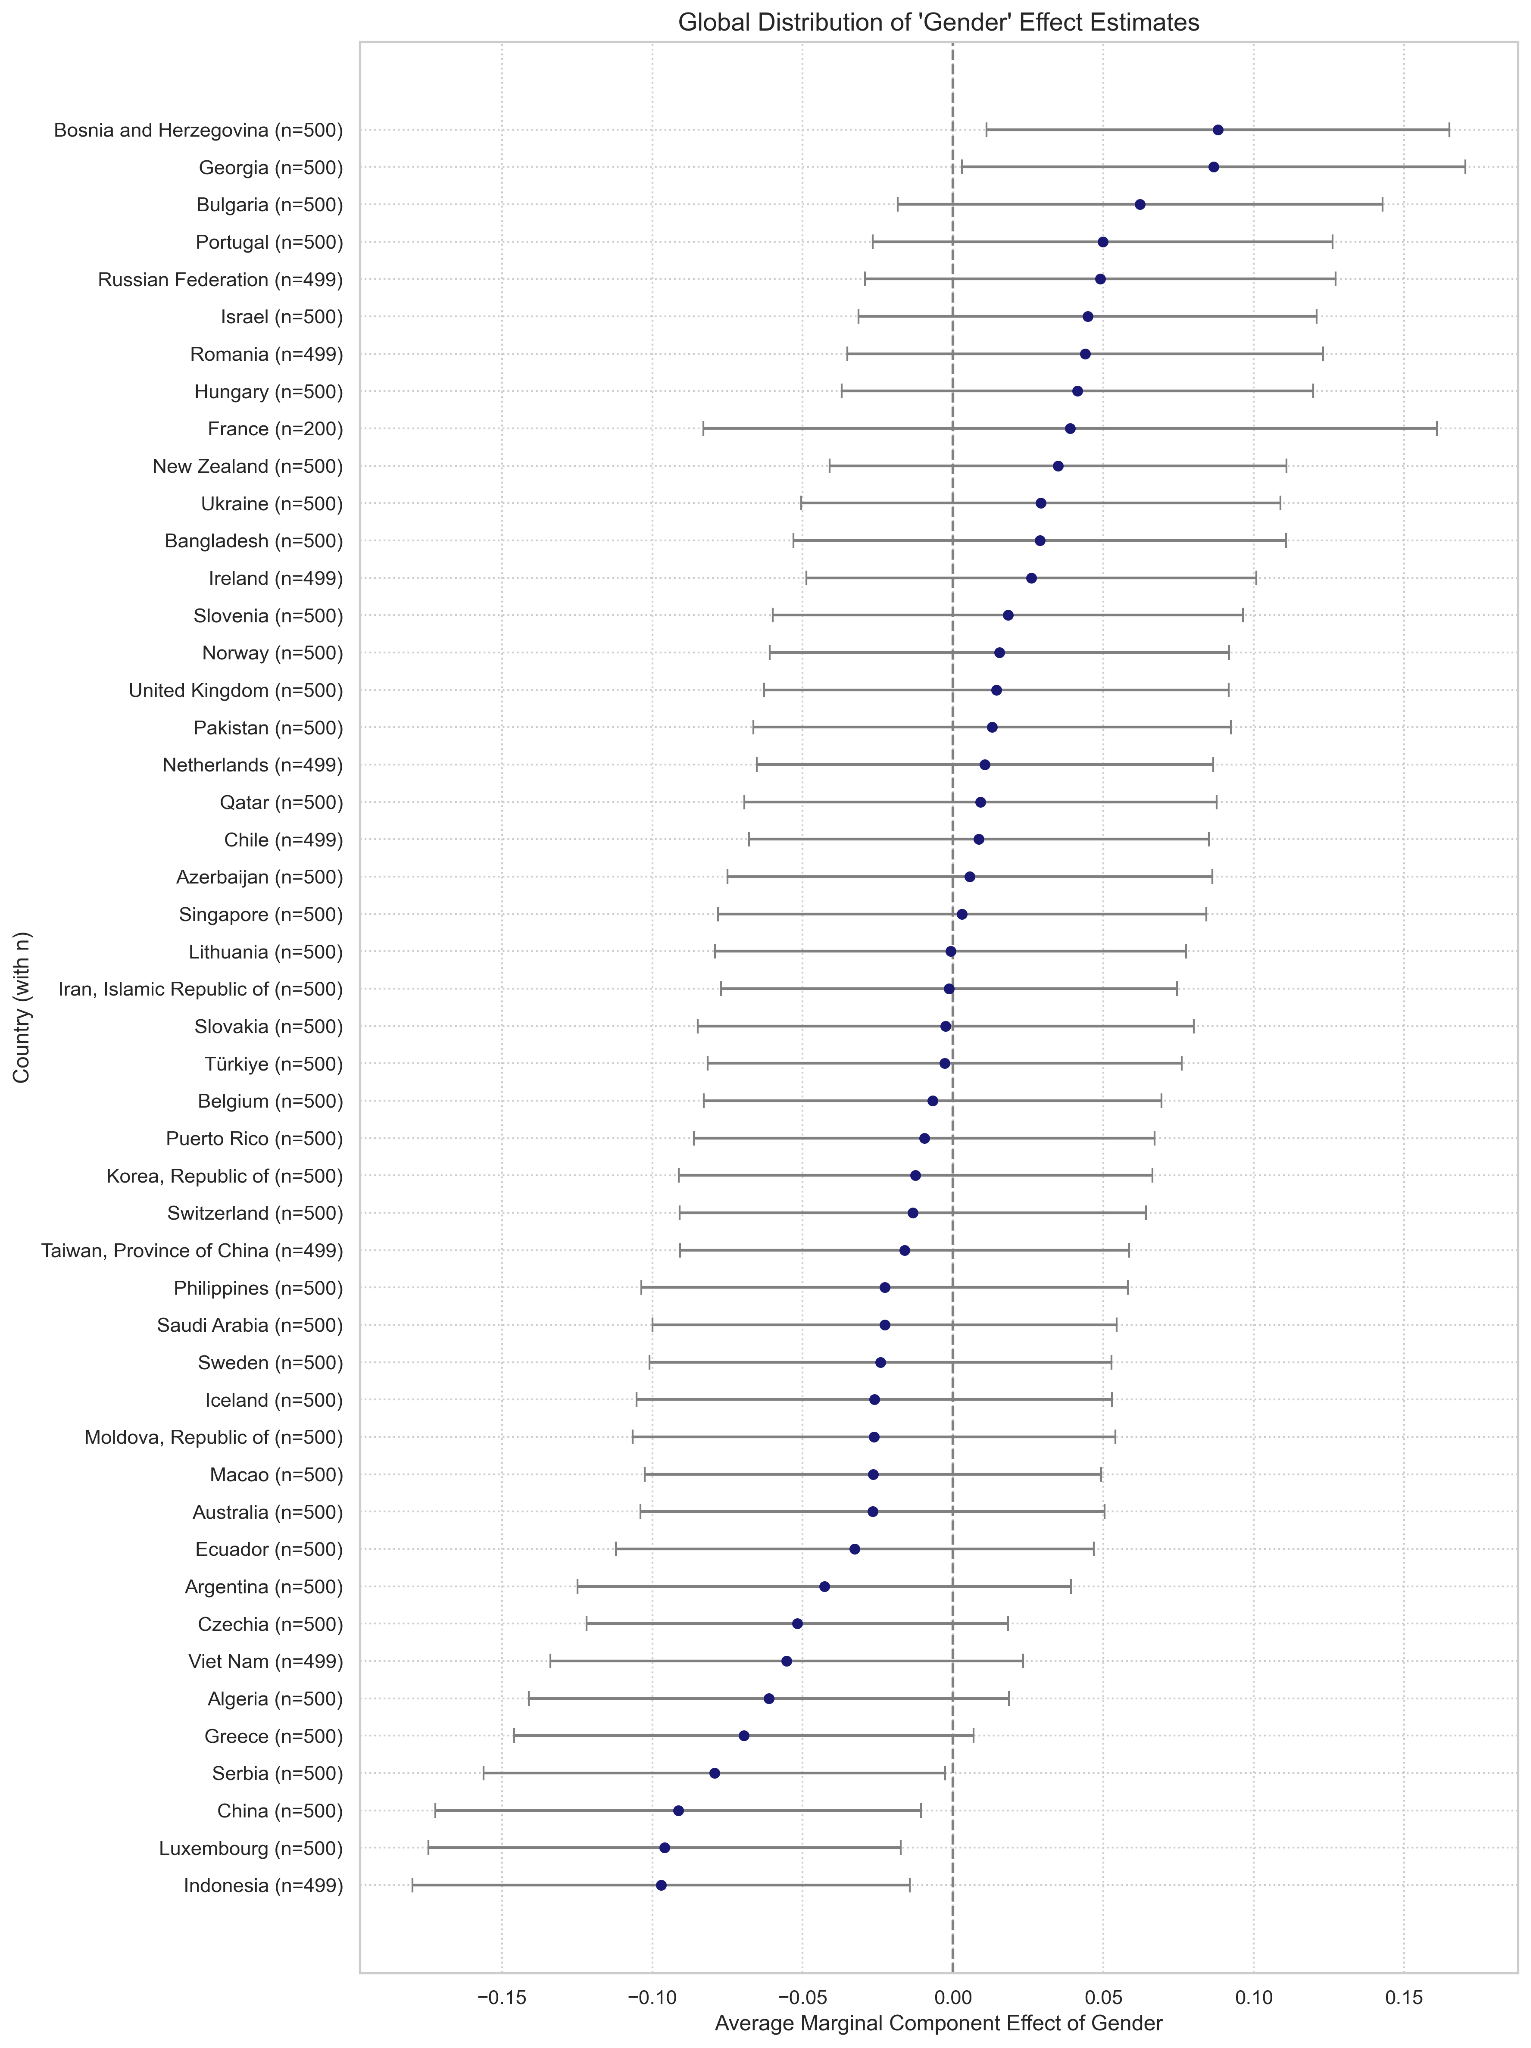 Global Distribution of 'Gender' Effect Estimates
Bosnia and Herzegovina (n=500)
Georgia (n=500)
Bulgaria (n=500)
Portugal (n=500)
Russian Federation (n=499)
Israel (n=500)
Romania (n=499)
Hungary (n=500)
France (n=200)
New Zealand (n=500)
Ukraine (n=500)
Bangladesh (n=500)
Ireland (n=499)
Slovenia (n=500)
Norway (n=500)
United Kingdom (n=500)
Pakistan (n=500)
Netherlands (n=499)
Qatar (n=500)
Chile (n=499)
Azerbaijan (n=500)
Singapore (n=500)
Lithuania (n=500)
Iran, Islamic Republic of (n=500)
Slovakia (n=500)
Türkiye (n=500)
Belgium (n=500)
Puerto Rico (n=500)
Korea, Republic of (n=500)
Switzerland (n=500)
Taiwan, Province of China (n=499)
Philippines (n=500)
Saudi Arabia (n=500)
Sweden (n=500)
Iceland (n=500)
Moldova, Republic of (n=500)
Macao (n=500)
Australia (n=500)
Ecuador (n=500)
Argentina (n=500)
Czechia (n=500)
Viet Nam (n=499)
Algeria (n=500)
Greece (n=500)
Serbia (n=500)
China (n=500)
Luxembourg (n=500)
Indonesia (n=499)
Country (with n)
−0.15 −0.10 −0.05 0.00 0.05 0.10 0.15
Average Marginal Component Effect of Gender